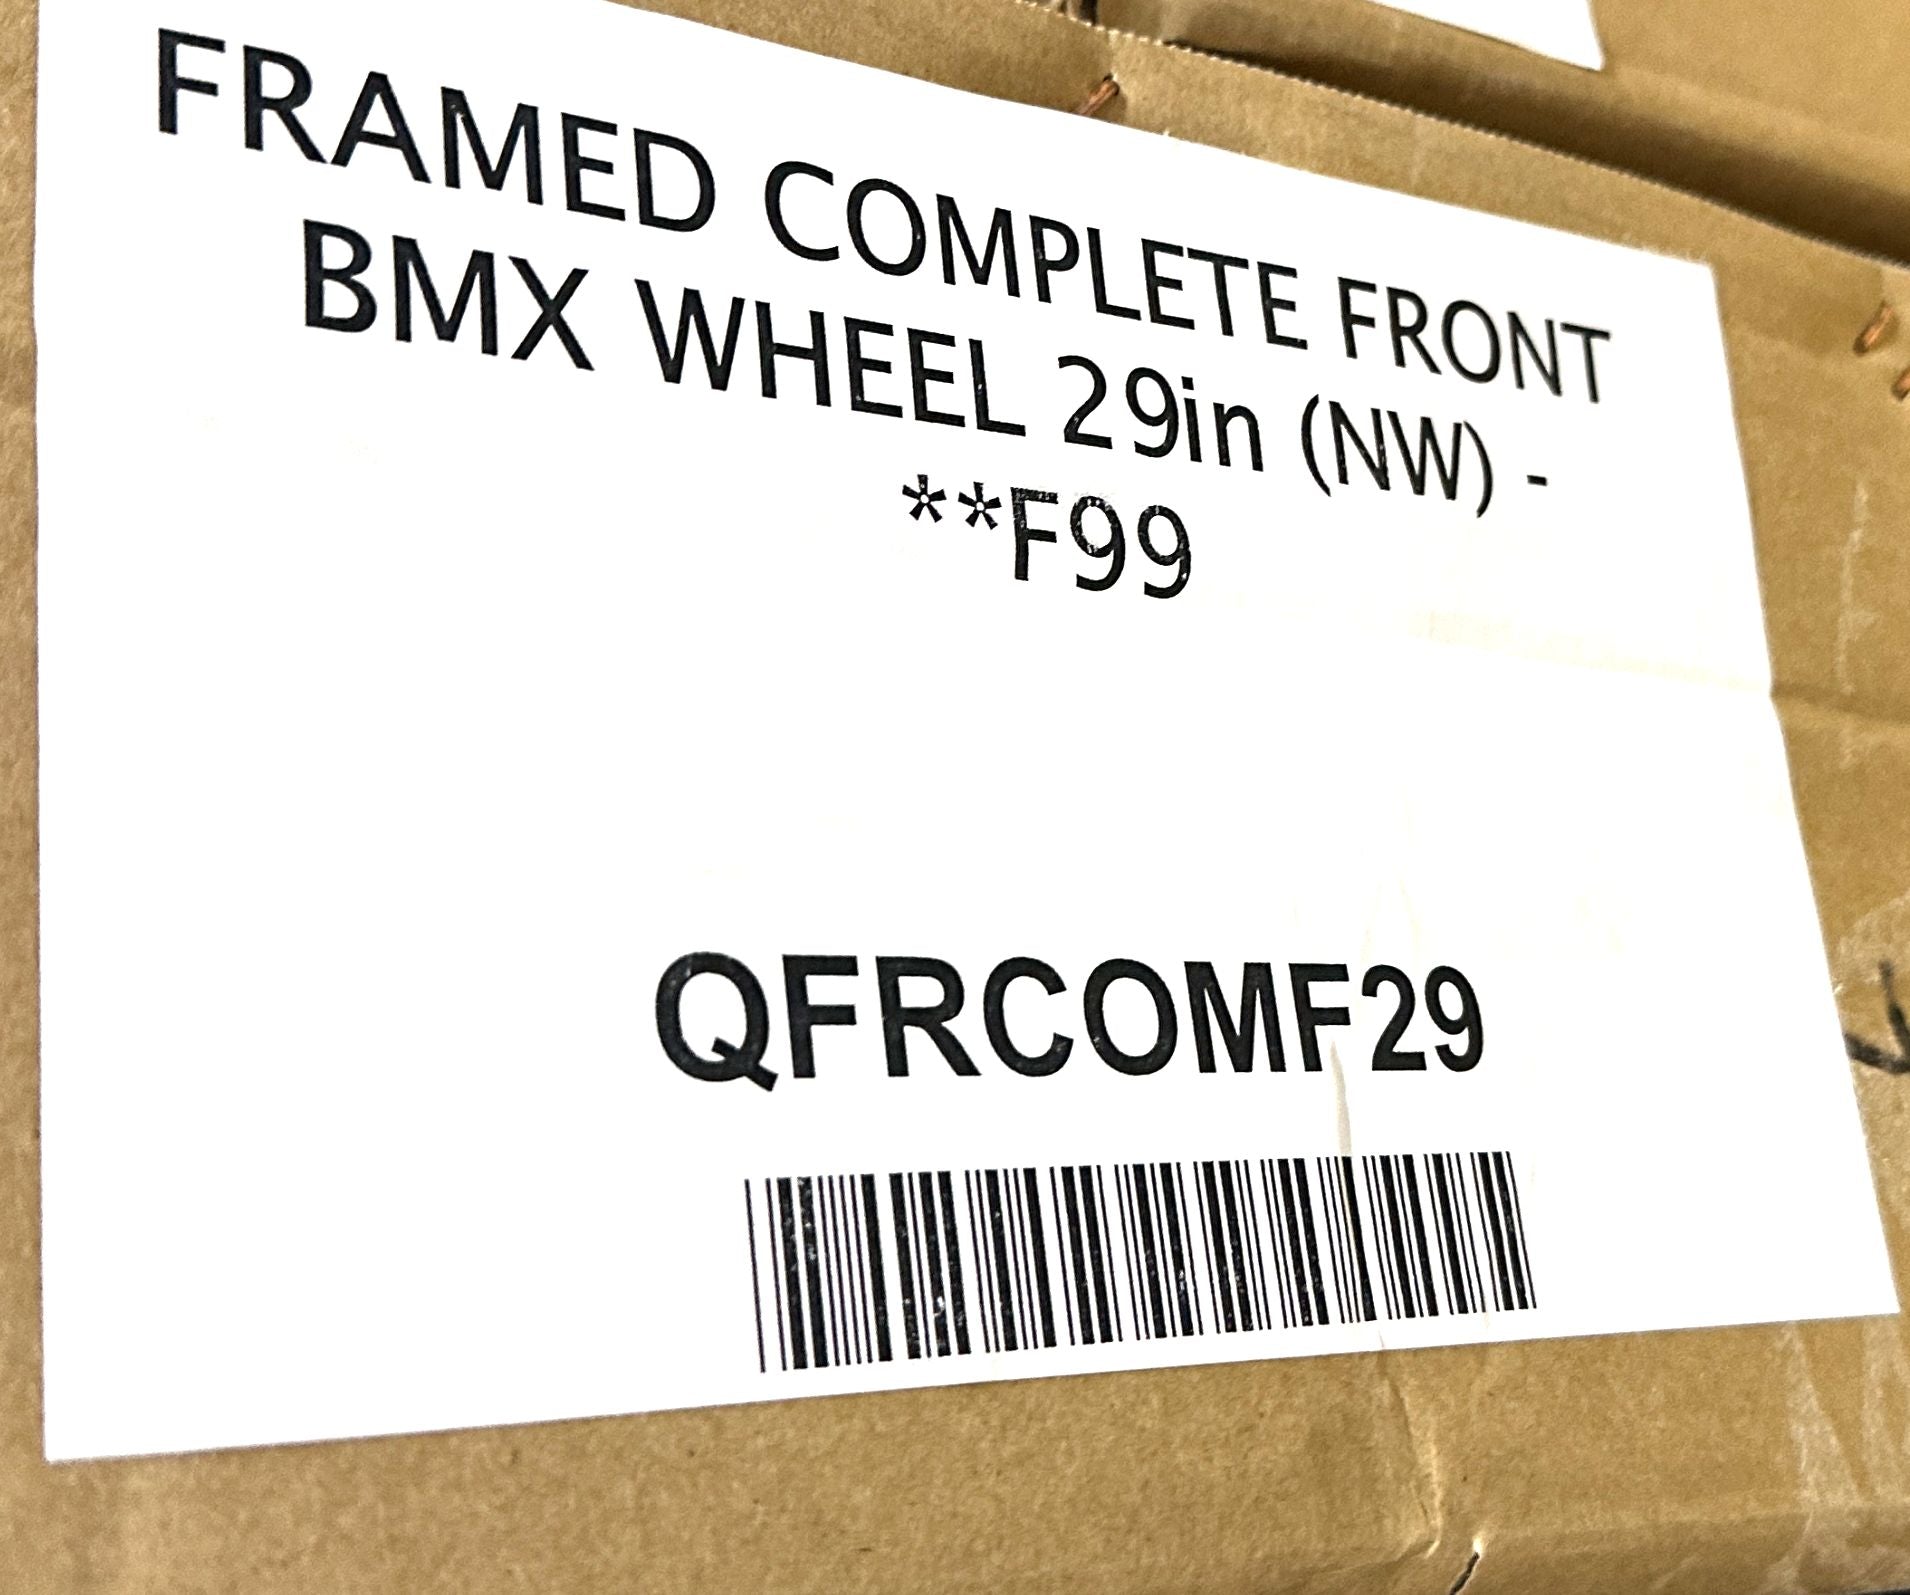 FRAMED COMPLETE FRONT
BMX WHEEL 29in (NW) -
**F99
QFRCOMF29